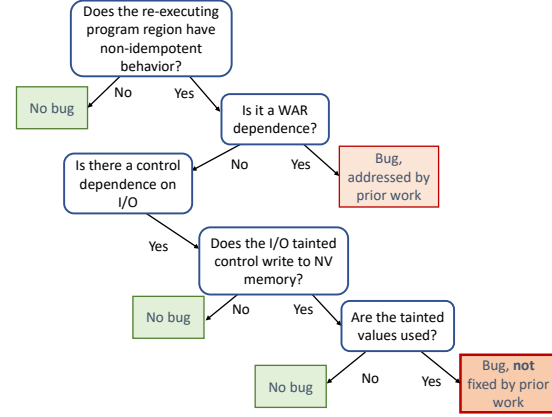 Does the re-executing
program region have
non-idempotent
behavior?
No
Yes
No bug
Is it a WAR
dependence?
No
Yes
Bug,
addressed by
prior work
Is there a control
dependence on
I/O
Yes
Does the I/O tainted
control write to NV
memory?
No
Yes
No bug
Are the tainted
values used?
No
Yes
No bug
Bug, not
fixed by prior
work